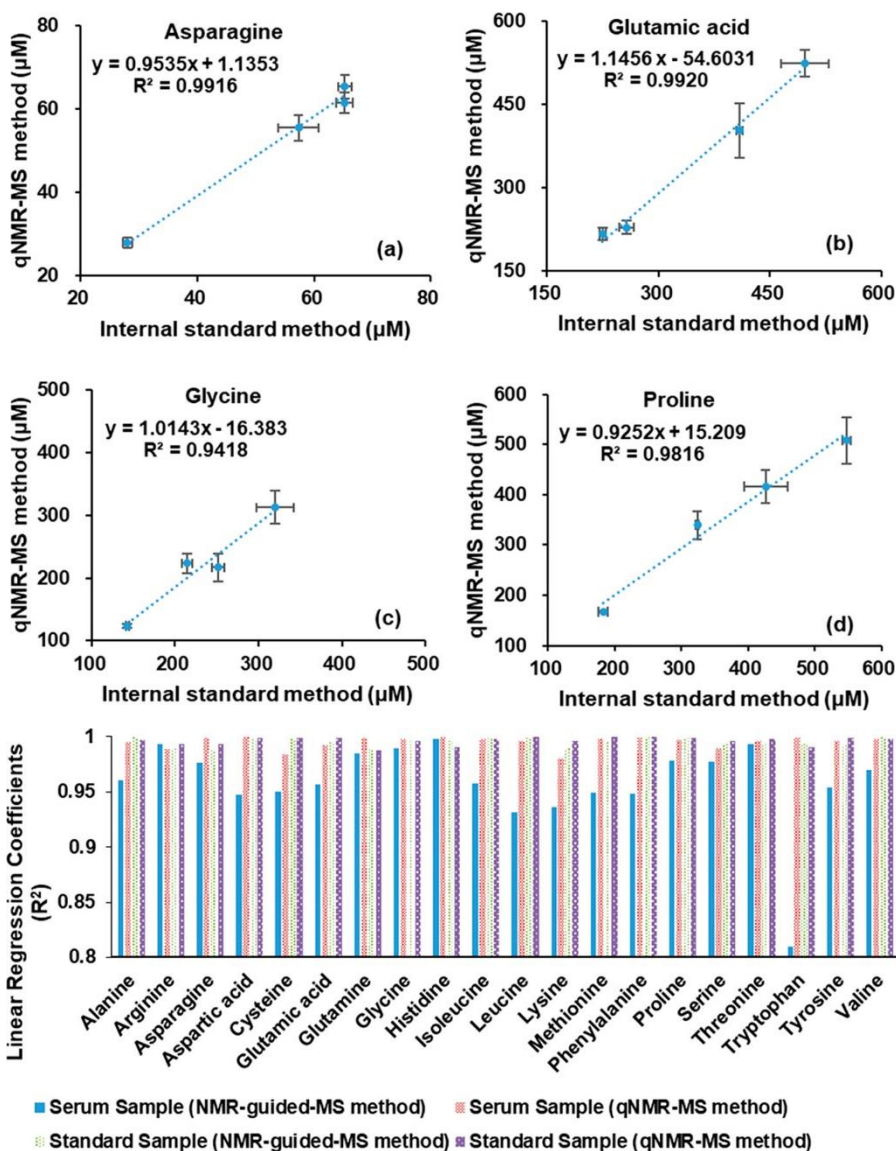 Asparagine
y = 0.9535x + 1.1353
R² = 0.9916
qNMR-MS method (µM)
80
60
40
20
20 40 60 80
Internal standard method (µM)
(a)
Glutamic acid
y = 1.1456x - 54.6031
R² = 0.9920
qNMR-MS method (µM)
600
450
300
150
150 300 450 600
Internal standard method (µM)
(b)
Glycine
y = 1.0143x - 16.383
R² = 0.9418
qNMR-MS method (µM)
500
400
300
200
100
100 200 300 400 500
Internal standard method (µM)
(c)
Proline
y = 0.9252x + 15.209
R² = 0.9816
qNMR-MS method (µM)
600
500
400
300
200
100
100 200 300 400 500 600
Internal standard method (µM)
(d)
Linear Regression Coefficients
(R²)
1
0.95
0.9
0.85
0.8
Alanine
Arginine
Asparagine
Aspartic acid
Cysteine
Glutamic acid
Glutamine
Glycine
Histidine
Isoleucine
Leucine
Lysine
Methionine
Phenylalanine
Proline
Serine
Threonine
Tryptophan
Tyrosine
Valine
Serum Sample (NMR-guided-MS method)
Serum Sample (qNMR-MS method)
Standard Sample (NMR-guided-MS method)
Standard Sample (qNMR-MS method)